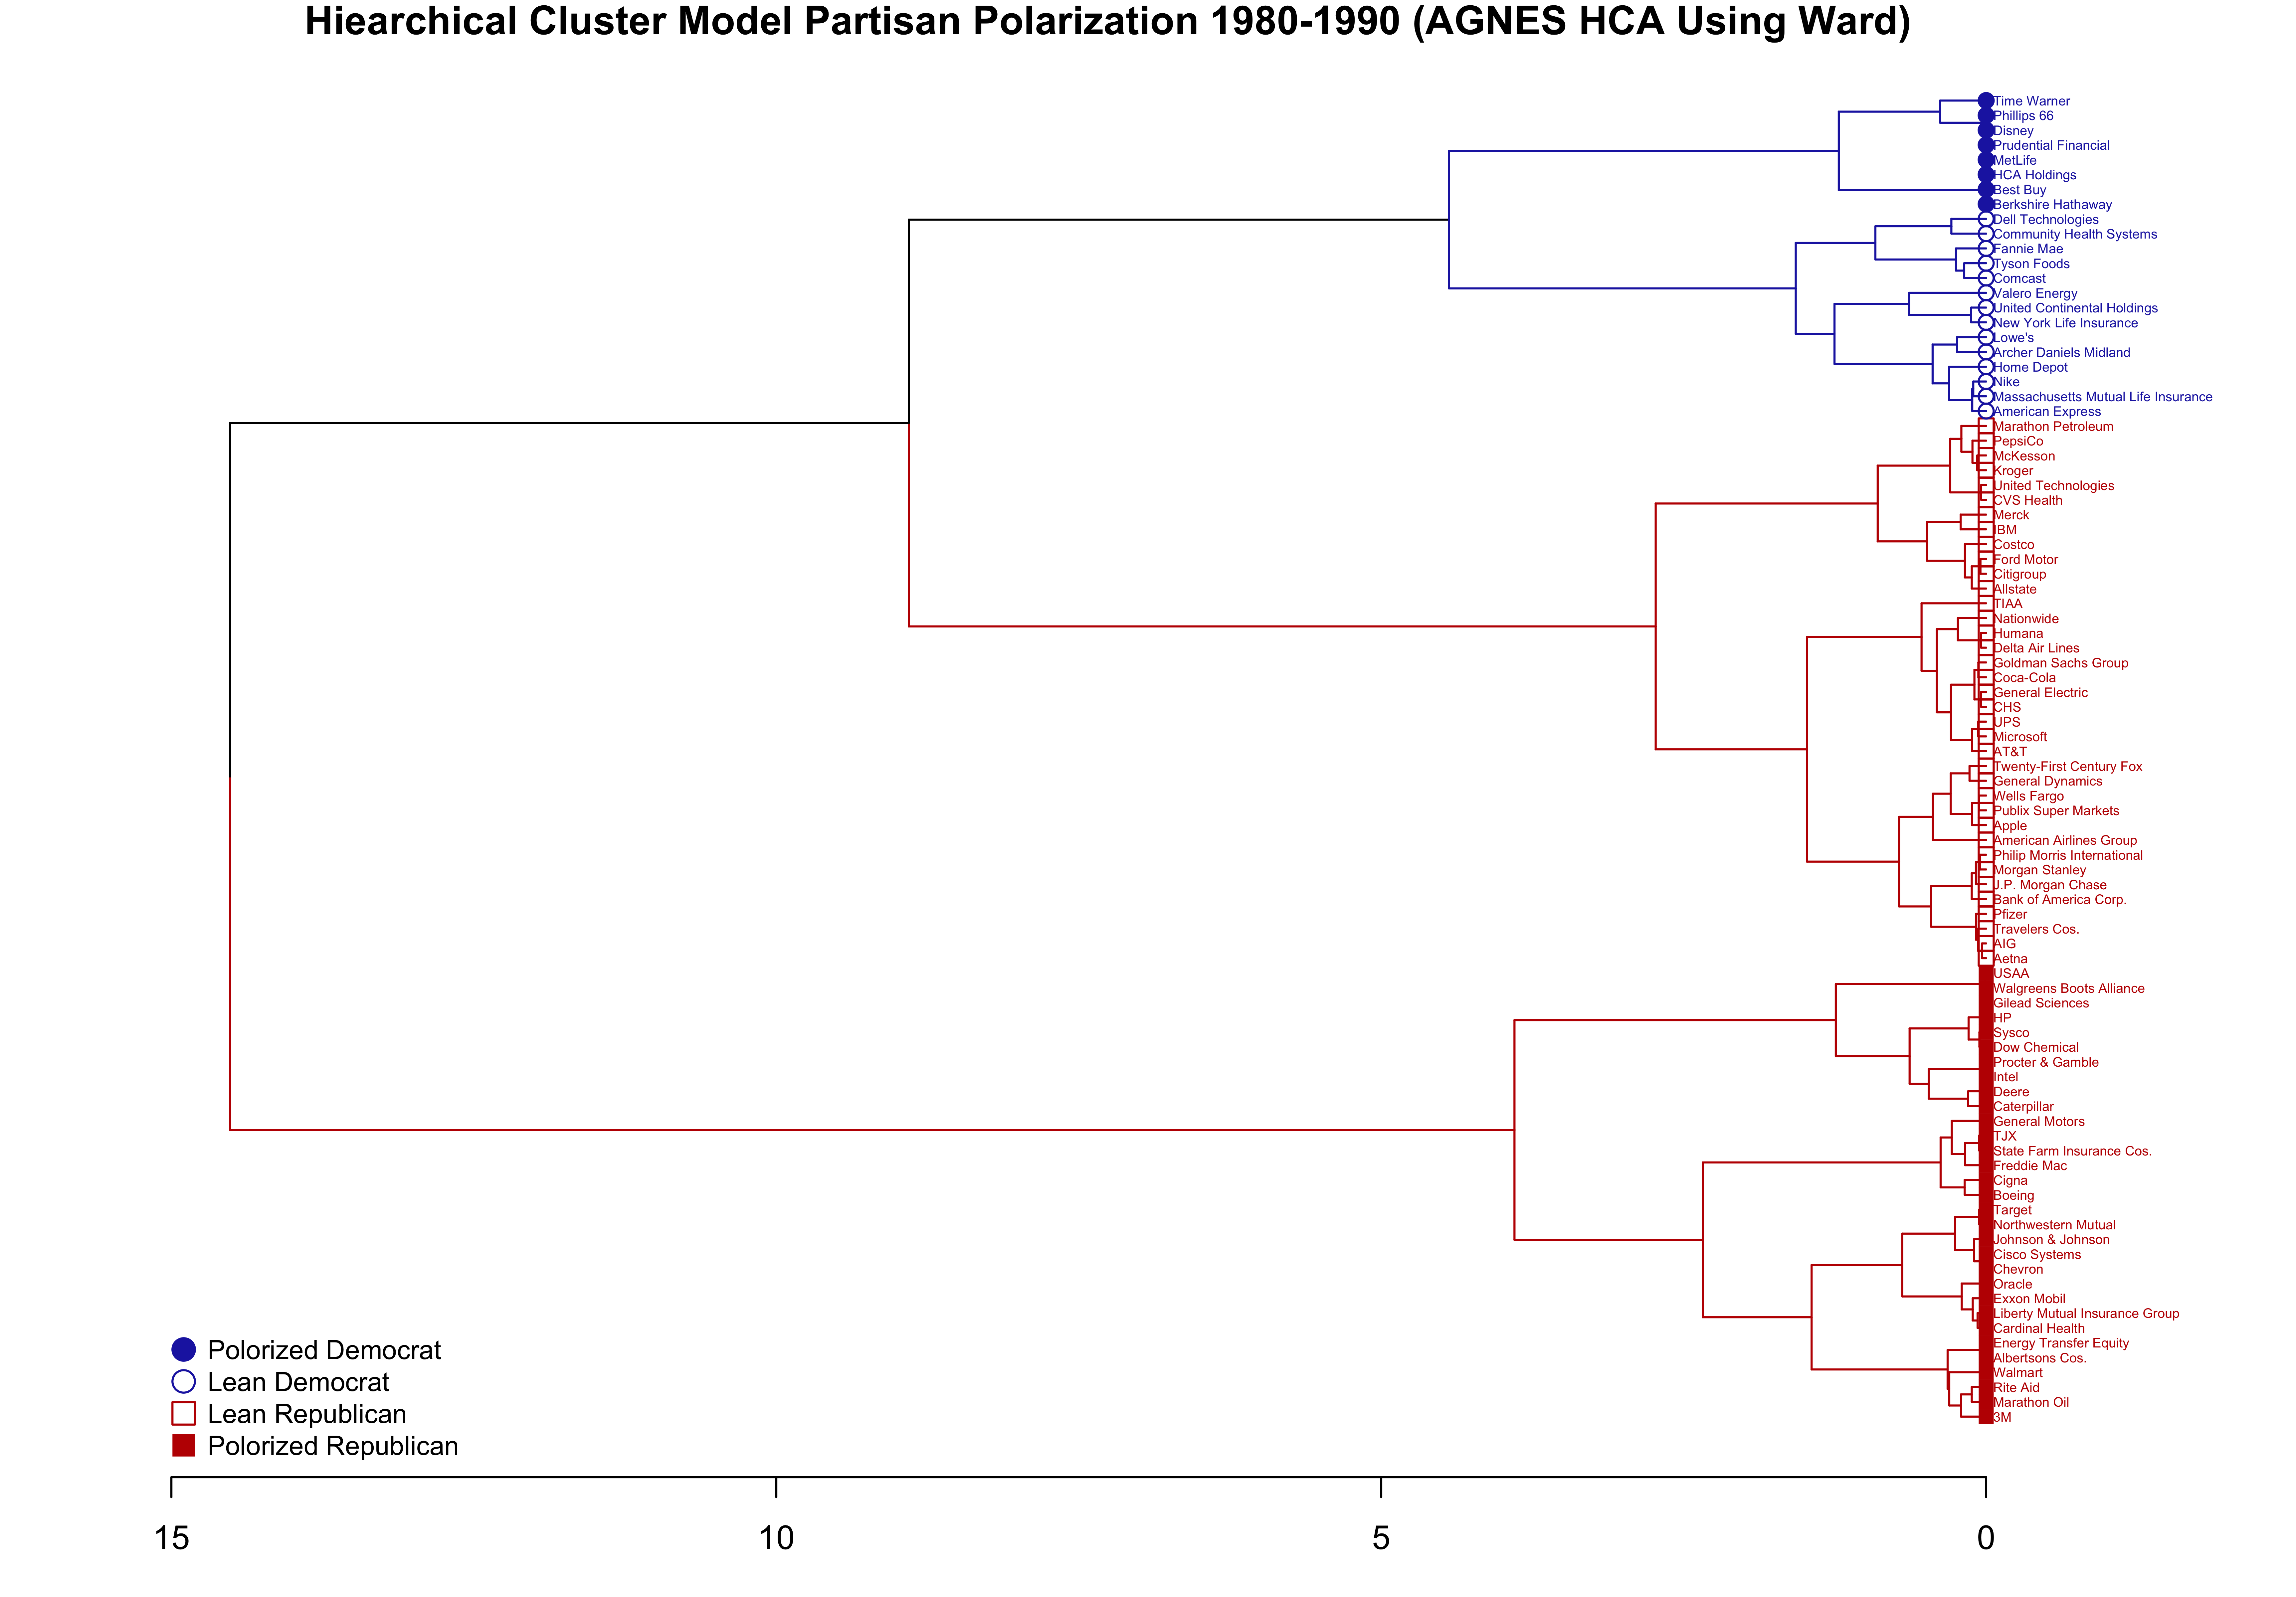 Hiearchical Cluster Model Partisan Polarization 1980-1990 (AGNES HCA Using Ward)
Time Warner
Phillips 66
Disney
Prudential Financial
MetLife
HCA Holdings
Best Buy
Berkshire Hathaway
Dell Technologies
Community Health Systems
Fannie Mae
Tyson Foods
Comcast
Valero Energy
United Continental Holdings
New York Life Insurance
Lowe's
Archer Daniels Midland
Home Depot
Nike
Massachusetts Mutual Life Insurance
American Express
Marathon Petroleum
PepsiCo
McKesson
Kroger
United Technologies
CVS Health
Merck
IBM
Costco
Ford Motor
Citigroup
Allstate
TIAA
Nationwide
Humana
Delta Air Lines
Goldman Sachs Group
Coca-Cola
General Electric
CHS
UPS
Microsoft
AT&T
Twenty-First Century Fox
General Dynamics
Wells Fargo
Publix Super Markets
Apple
American Airlines Group
Philip Morris International
Morgan Stanley
J.P. Morgan Chase
Bank of America Corp.
Pfizer
Travelers Cos.
AIG
Aetna
USAA
Walgreens Boots Alliance
Gilead Sciences
HP
Sysco
Dow Chemical
Procter & Gamble
Intel
Deere
Caterpillar
General Motors
TJX
State Farm Insurance Cos.
Freddie Mac
Cigna
Boeing
Target
Northwestern Mutual
Johnson & Johnson
Cisco Systems
Chevron
Oracle
Exxon Mobil
Liberty Mutual Insurance Group
Cardinal Health
Energy Transfer Equity
Albertsons Cos.
Walmart
Rite Aid
Marathon Oil
3M
Polorized Democrat
Lean Democrat
Lean Republican
Polorized Republican
15 10 5 0